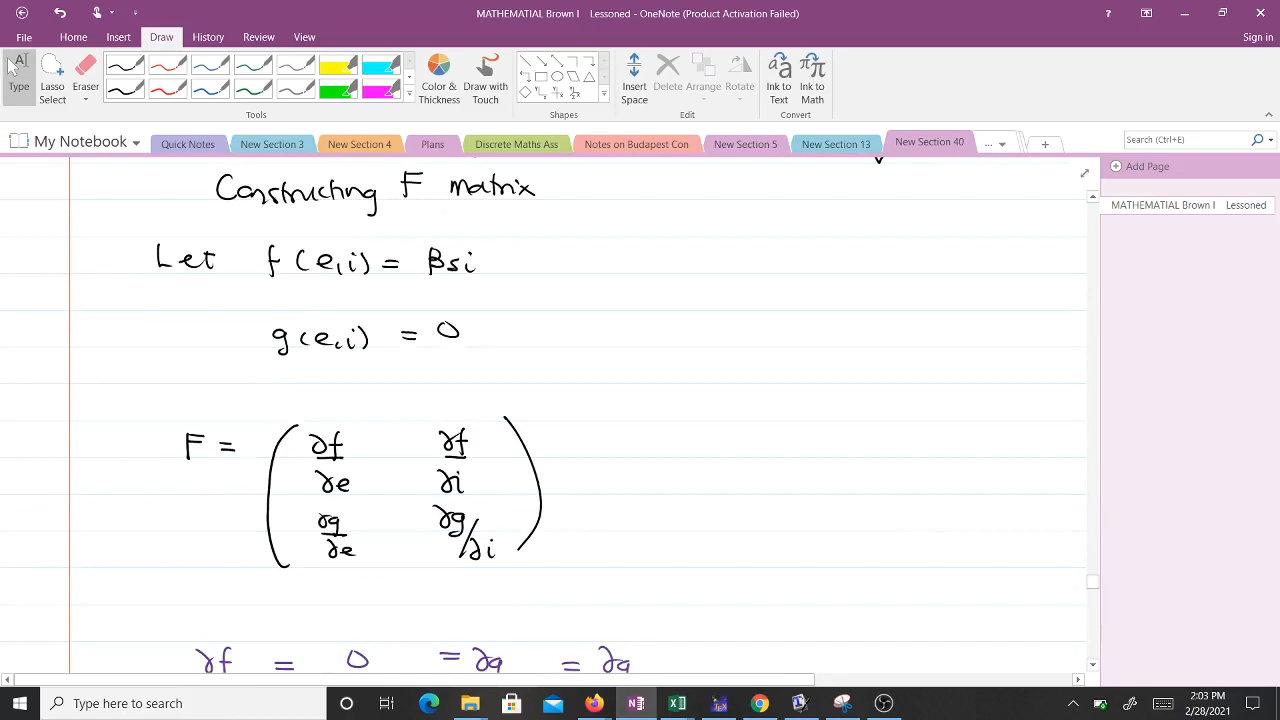 MATHEMATIAL Brown I Lessoned - OneNote (Product Activation Failed)
File Home Insert Draw History Review View
Sign in
Type
Lasso Select
Eraser
Color & Thickness
Draw with Touch
Insert Space
Delete Arrange Rotate
Ink to Text
Ink to Math
Tools Shapes Edit Convert
My Notebook Quick Notes New Section 3 New Section 4 Plans Discrete Maths Ass Notes on Budapest Con New Section 5 New Section 13 New Section 40 ... +
Search (Ctrl+E)
Add Page
MATHEMATIAL Brown I Lessoned
Constructing F matrix
Let f(e,i) = βsi
g(e,i) = 0
F = ( ∂f/∂e ∂f/∂i
∂g/∂e ∂g/∂i )
∂f = 0 = ∂g = ∂g
Type here to search
2:03 PM
2/28/2021